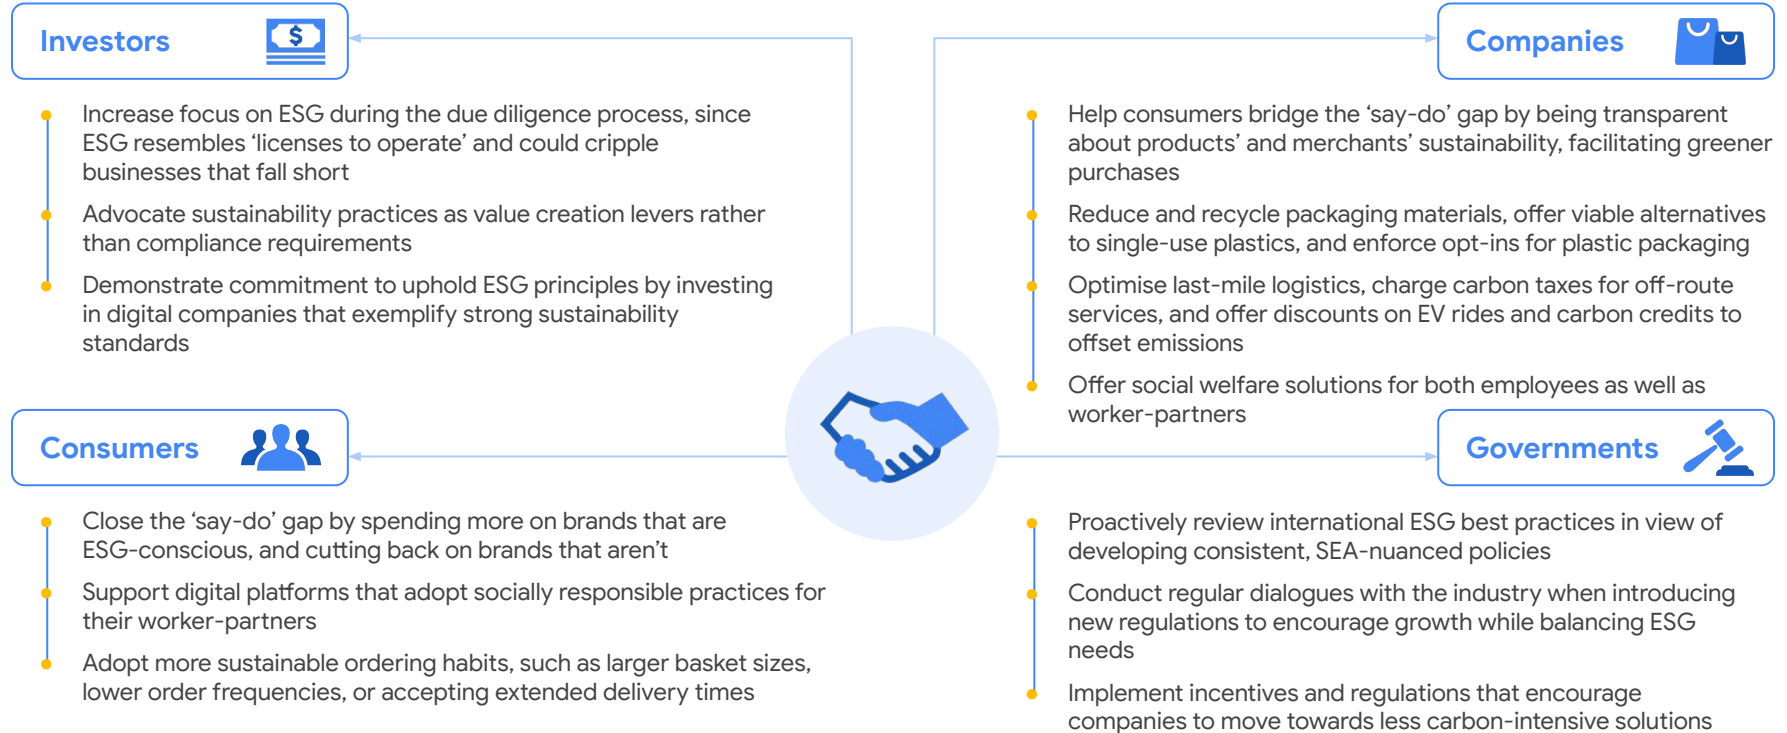 Investors
$
Increase focus on ESG during the due diligence process, since
ESG resembles ‘licenses to operate’ and could cripple
businesses that fall short
Advocate sustainability practices as value creation levers rather
than compliance requirements
Demonstrate commitment to uphold ESG principles by investing
in digital companies that exemplify strong sustainability
standards
Companies
Help consumers bridge the ‘say-do’ gap by being transparent
about products’ and merchants’ sustainability, facilitating greener
purchases
Reduce and recycle packaging materials, offer viable alternatives
to single-use plastics, and enforce opt-ins for plastic packaging
Optimise last-mile logistics, charge carbon taxes for off-route
services, and offer discounts on EV rides and carbon credits to
offset emissions
Offer social welfare solutions for both employees as well as
worker-partners
Consumers
Close the ‘say-do’ gap by spending more on brands that are
ESG-conscious, and cutting back on brands that aren’t
Support digital platforms that adopt socially responsible practices for
their worker-partners
Adopt more sustainable ordering habits, such as larger basket sizes,
lower order frequencies, or accepting extended delivery times
Governments
Proactively review international ESG best practices in view of
developing consistent, SEA-nuanced policies
Conduct regular dialogues with the industry when introducing
new regulations to encourage growth while balancing ESG
needs
Implement incentives and regulations that encourage
companies to move towards less carbon-intensive solutions